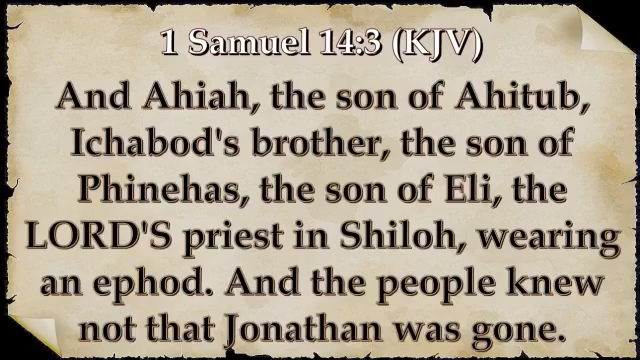 1 Samuel 14:3 (KJV)
And Ahiah, the son of Ahitub,
Ichabod's brother, the son of
Phinehas, the son of Eli, the
LORD'S priest in Shiloh, wearing
an ephod. And the people knew
not that Jonathan was gone.